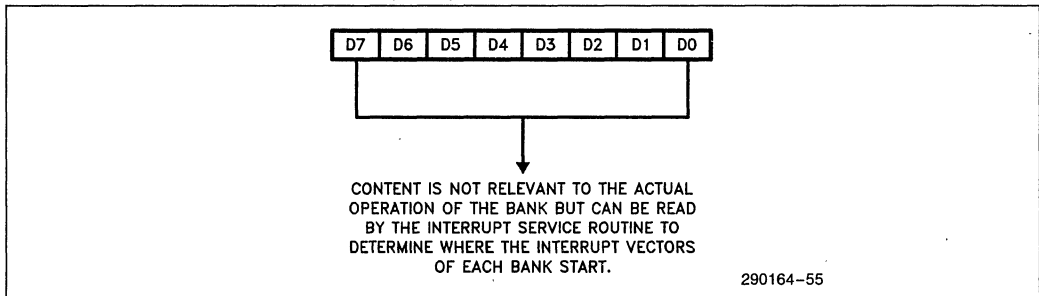 D7 D6 D5 D4 D3 D2 D1 D0
CONTENT IS NOT RELEVANT TO THE ACTUAL
OPERATION OF THE BANK BUT CAN BE READ
BY THE INTERRUPT SERVICE ROUTINE TO
DETERMINE WHERE THE INTERRUPT VECTORS
OF EACH BANK START.
290164-55